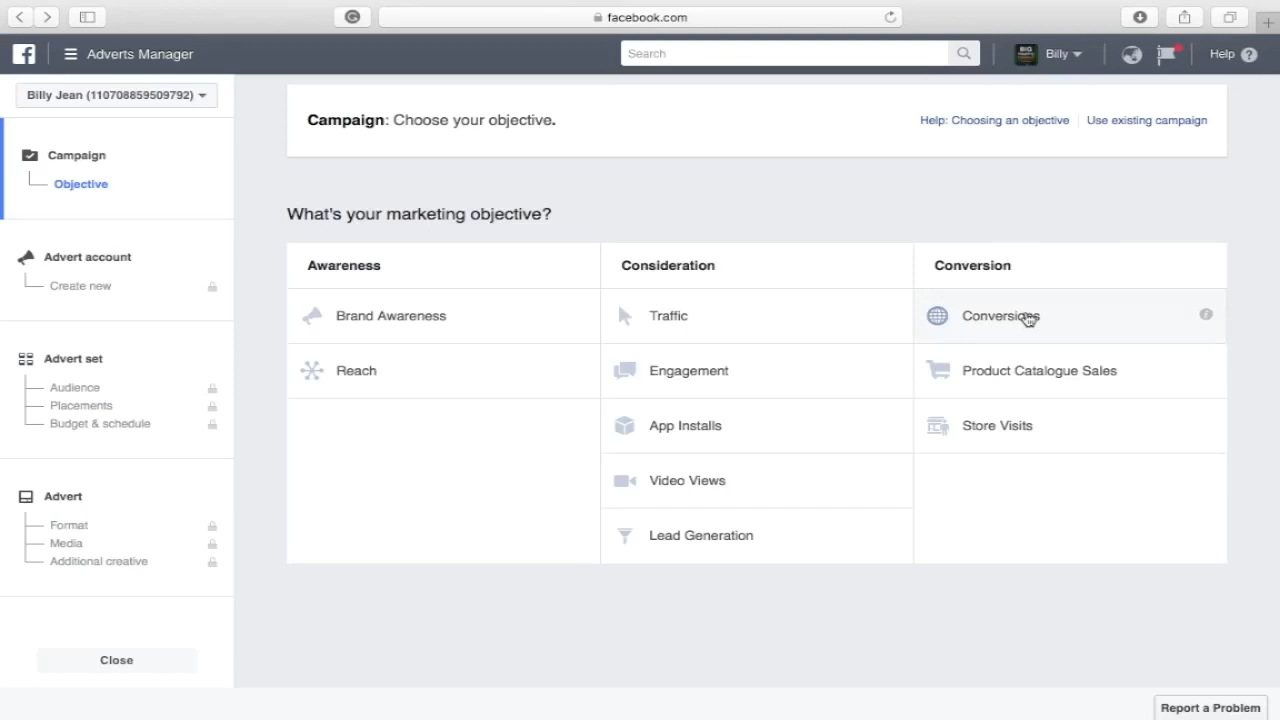 facebook.com
Adverts Manager
Search
Billy
Help
Billy Jean (110708859509792)
Campaign
Objective
Advert account
Create new
Advert set
Audience
Placements
Budget & schedule
Advert
Format
Media
Additional creative
Close
Campaign: Choose your objective.
Help: Choosing an objective
Use existing campaign
What's your marketing objective?
Awareness
Brand Awareness
Reach
Consideration
Traffic
Engagement
App Installs
Video Views
Lead Generation
Conversion
Conversions
Product Catalogue Sales
Store Visits
Report a Problem